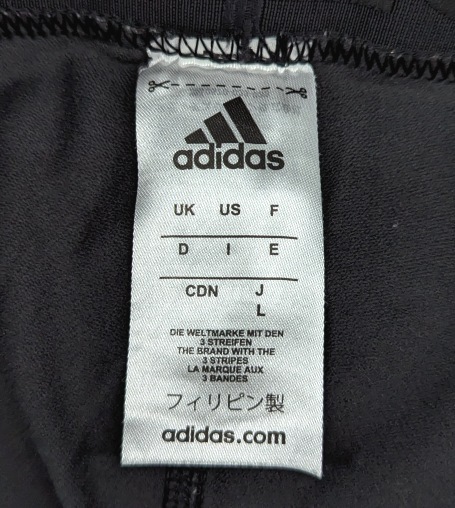 adidas
UK US F
D I E
CDN J
L
DIE WELTMARKE MIT DEN
3 STREIFEN
THE BRAND WITH THE
3 STRIPES
LA MARQUE AUX
3 BANDES
フィリピン製
adidas.com